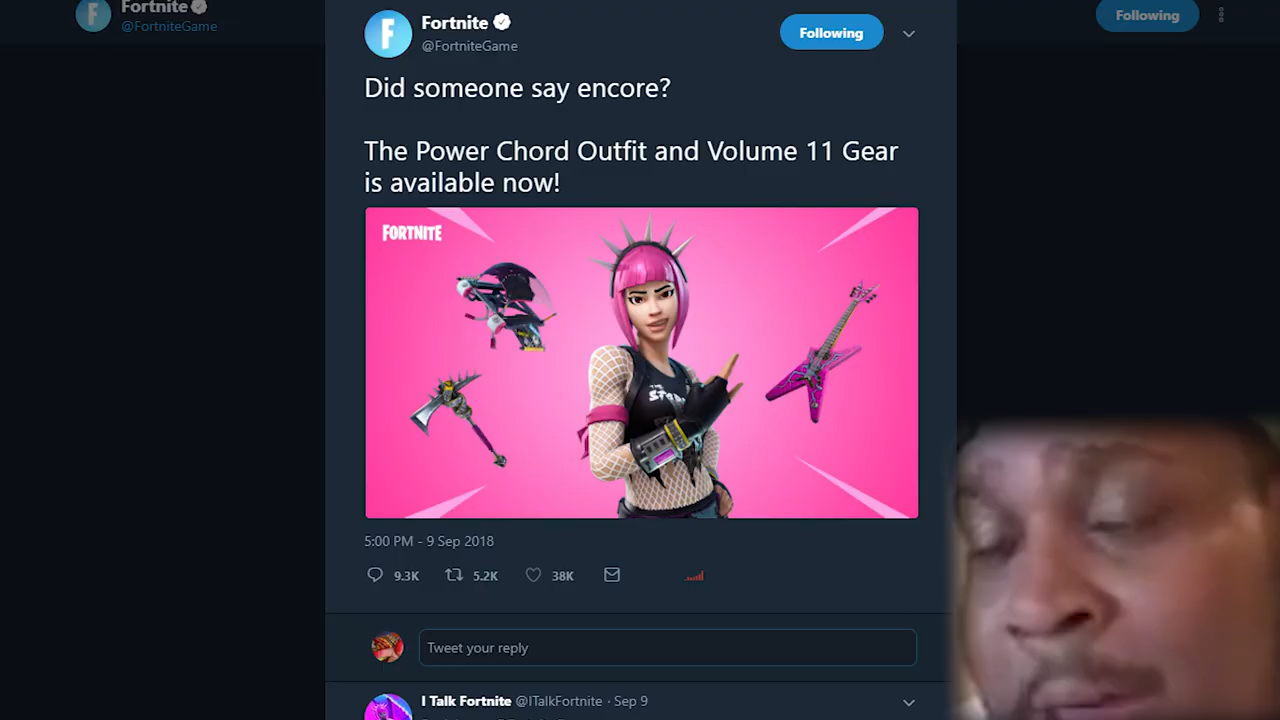 Fortnite
@FortniteGame
Following
Fortnite
@FortniteGame
Following
Did someone say encore?
The Power Chord Outfit and Volume 11 Gear
is available now!
FORTNITE
5:00 PM - 9 Sep 2018
9.3K 5.2K 38K
Tweet your reply
I Talk Fortnite @ITalkFortnite · Sep 9